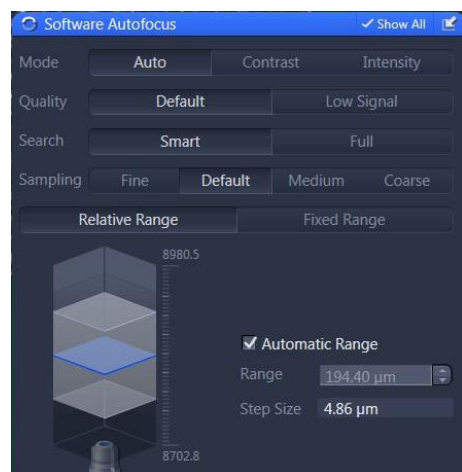 Software Autofocus Show All
Mode Auto Contrast Intensity
Quality Default Low Signal
Search Smart Full
Sampling Fine Default Medium Coarse
Relative Range Fixed Range
8980.5
Automatic Range
Range 194.40 µm
Step Size 4.86 µm
8702.8